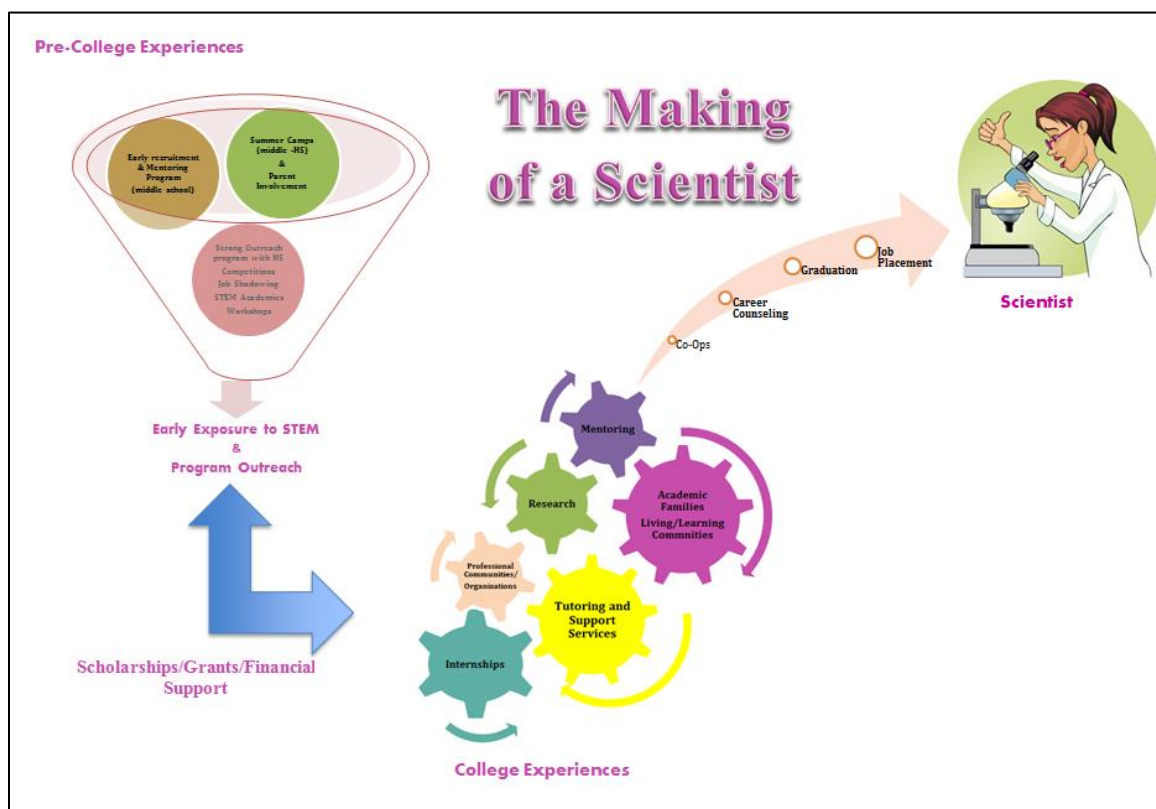 Pre-College Experiences
The Making
of a Scientist
Early recruitment
& Mentoring
Program
(middle school)
Summer Camps
(middle -HS)
&
Parent
Involvement
Strong Outreach
program with HS
Competitions
Job Shadowing
STEM Academics
Workshops
Early Exposure to STEM
&
Program Outreach
Scholarships/Grants/Financial
Support
Job
Placement
Graduation
Career
Counseling
Co-Ops
Scientist
Mentoring
Research
Academic
Families
Living/Learning
Commnities
Professional
Communities/
Organizations
Tutoring and
Support
Services
Internships
College Experiences